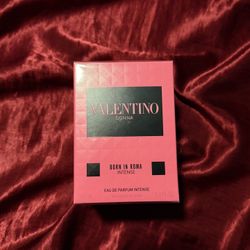 VALENTINO
DONNA
BORN IN ROMA
INTENSE
EAU DE PARFUM INTENSE